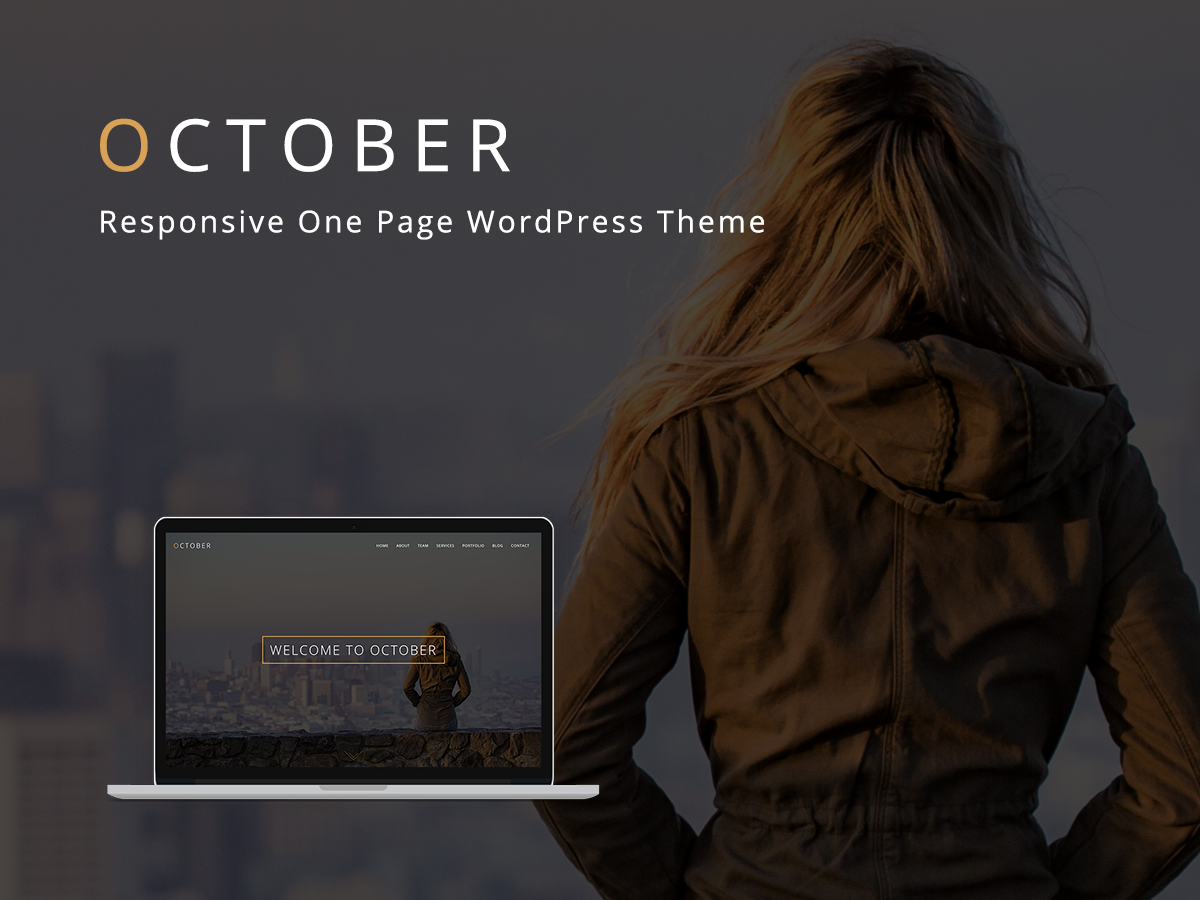 OCTOBER
Responsive One Page WordPress Theme
OCTOBER
HOME ABOUT TEAM SERVICES PORTFOLIO BLOG CONTACT
WELCOME TO OCTOBER